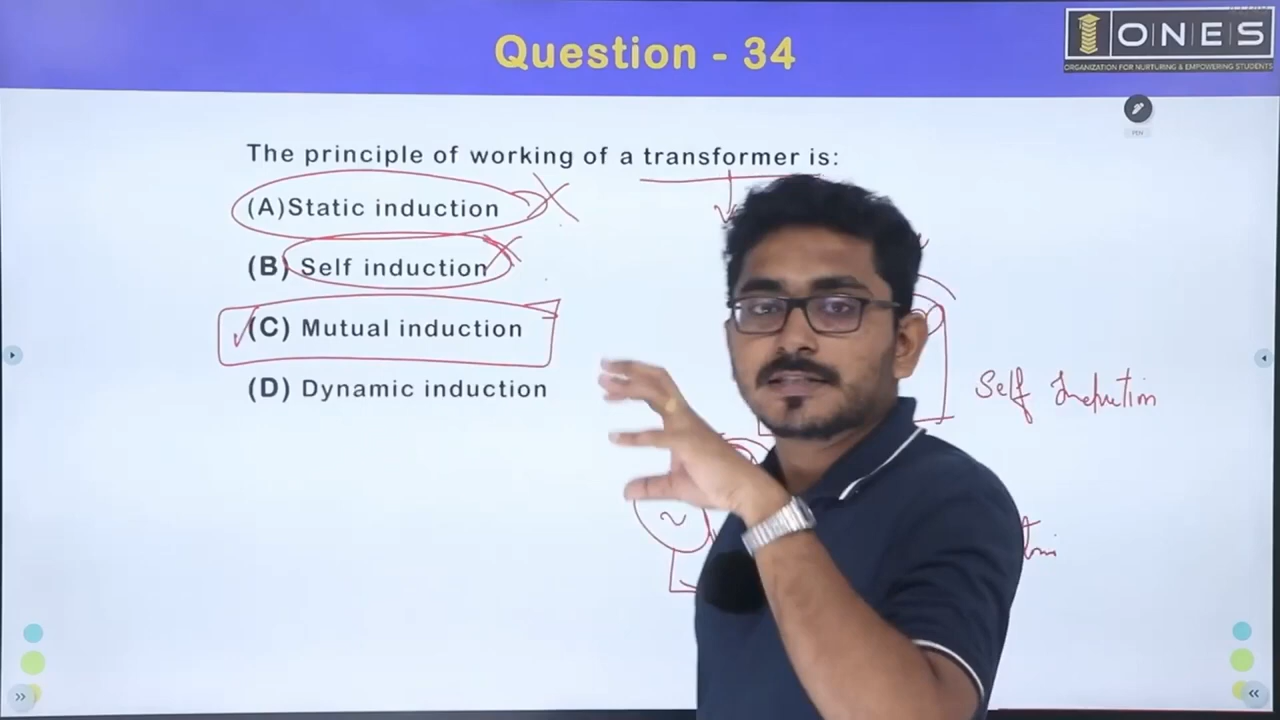 Question - 34
O|N|E|S
ORGANIZATION FOR NURTURING & EMPOWERING STUDENTS
PEN
The principle of working of a transformer is:
(A)Static induction
(B) Self induction
(C) Mutual induction
(D) Dynamic induction
Self Induction